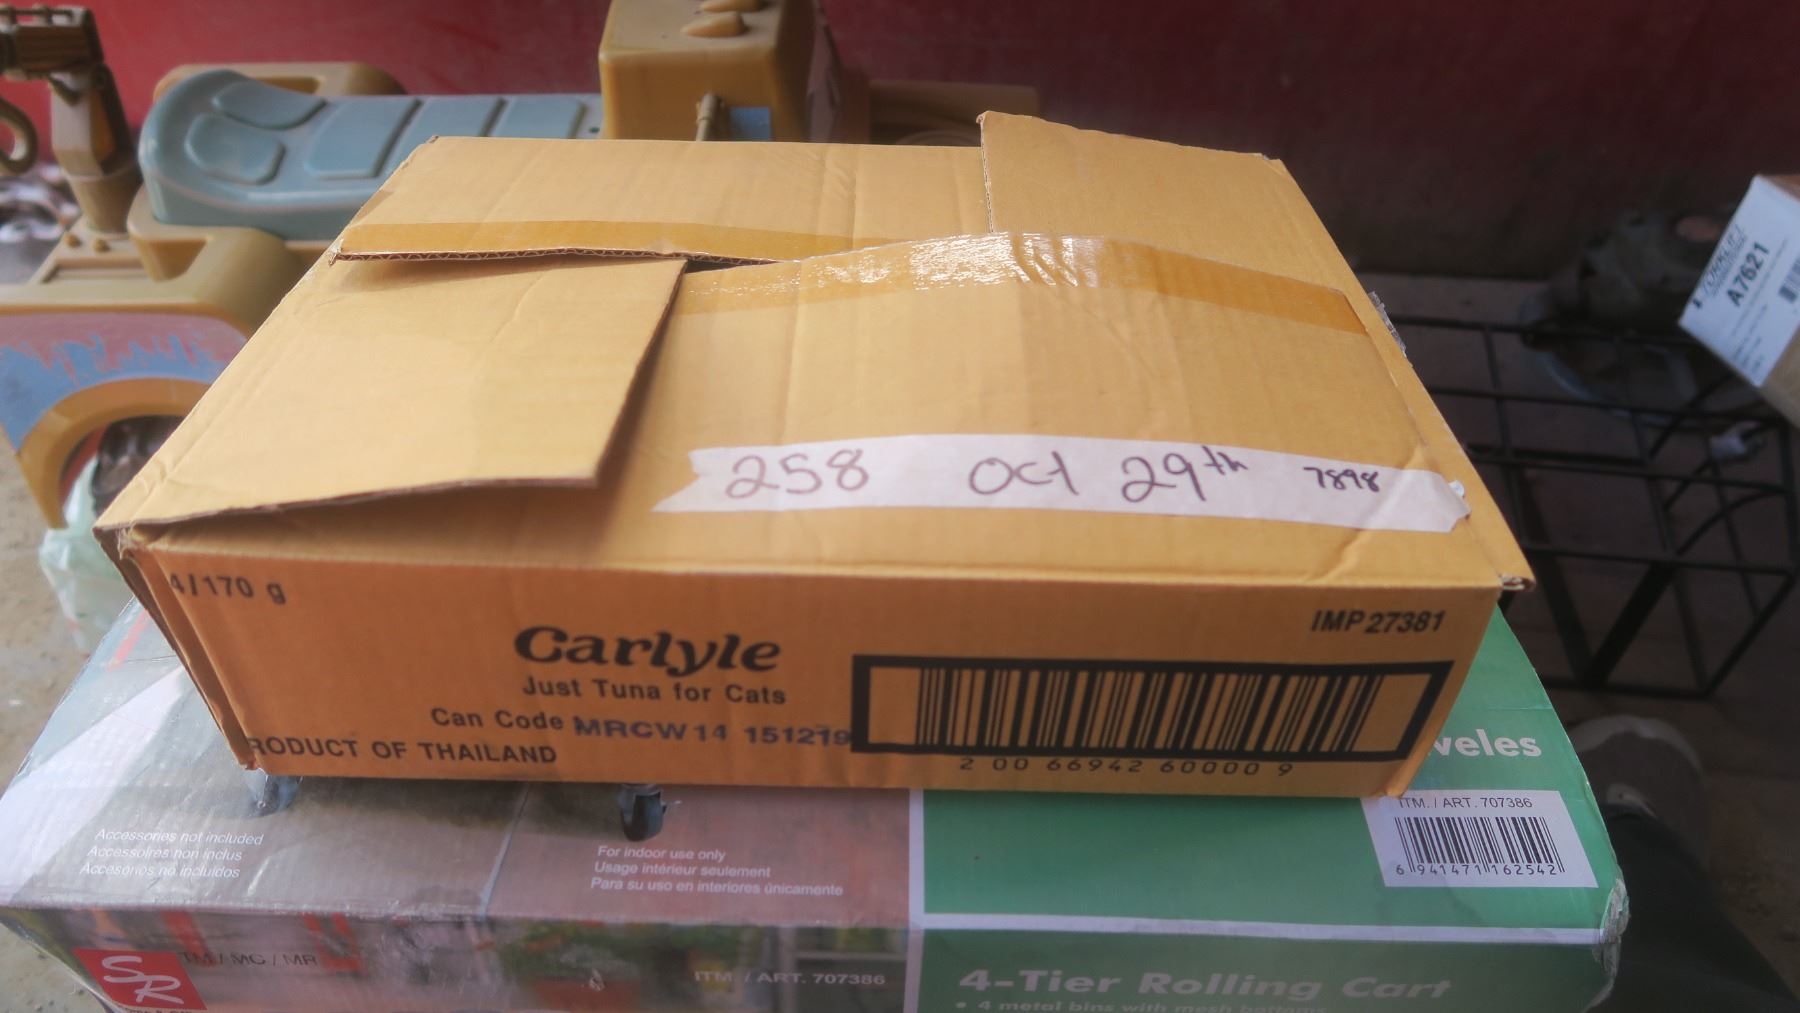 A7621
258 Oct 29th 7898
4/170 g
IMP 27381
Carlyle
Just Tuna for Cats
Can Code MRCW14 151219
RODUCT OF THAILAND
2 00 66942 60000 9
veles
ITM. / ART. 707386
6 941471 162542
Accessories not included
Accessoires non inclus
Accesorios no incluidos
For indoor use only
Usage intérieur seulement
Para su uso en interiores únicamente
SR
TM / MC / MR
ITM. / ART. 707386
4-Tier Rolling Cart
• 4 metal bins with mesh bottoms